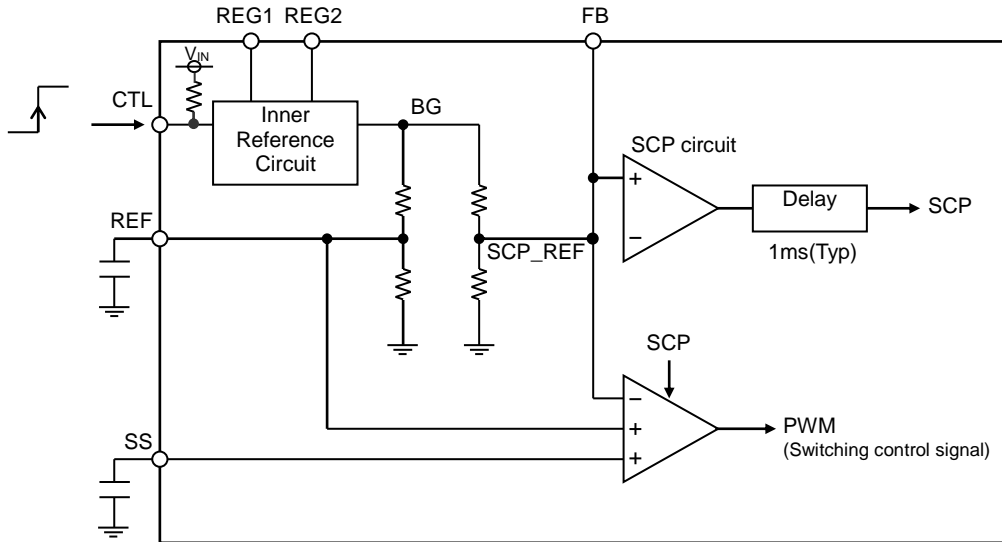 REG1 REG2 FB
VIN
CTL
Inner
Reference
Circuit
BG
SCP circuit
+
−
Delay
SCP
1ms(Typ)
REF
SCP_REF
SCP
−
+
+
PWM
(Switching control signal)
SS